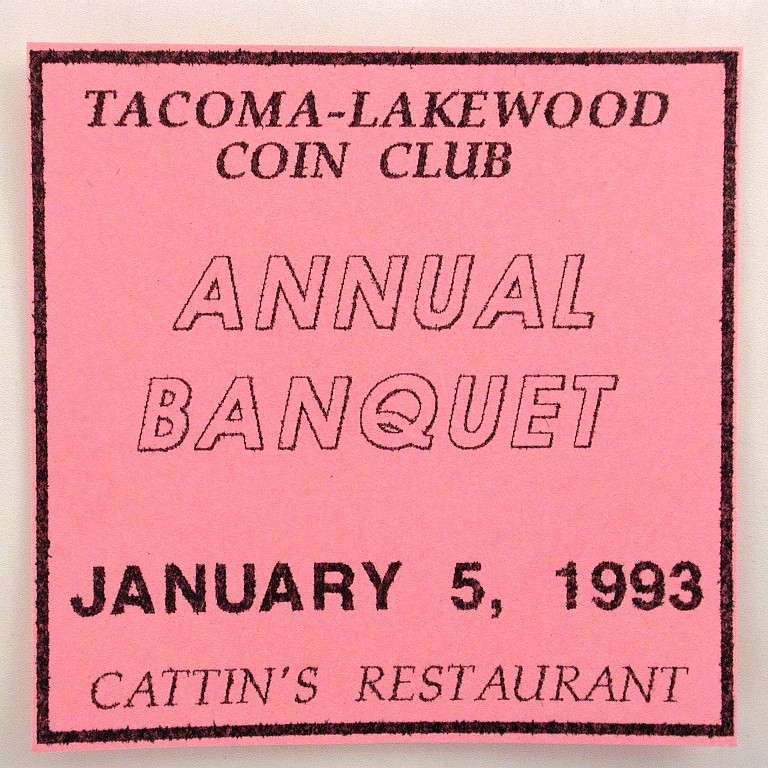 TACOMA-LAKEWOOD
COIN CLUB
ANNUAL
BANQUET
JANUARY 5, 1993
CATTIN'S RESTAURANT